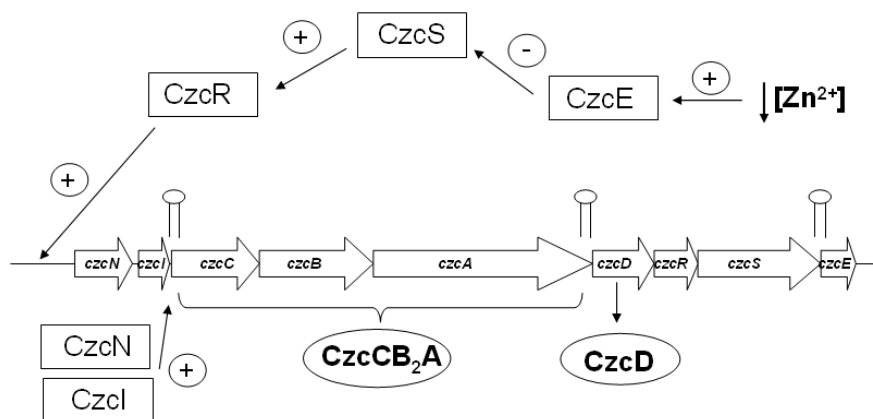 +
CzcS
-
CzcR
CzcE
+
[Zn²⁺]
+
czcN
czcI
czcC
czcB
czcA
czcD
czcR
czcS
czcE
CzcN
CzcI
+
CzcCB₂A
CzcD